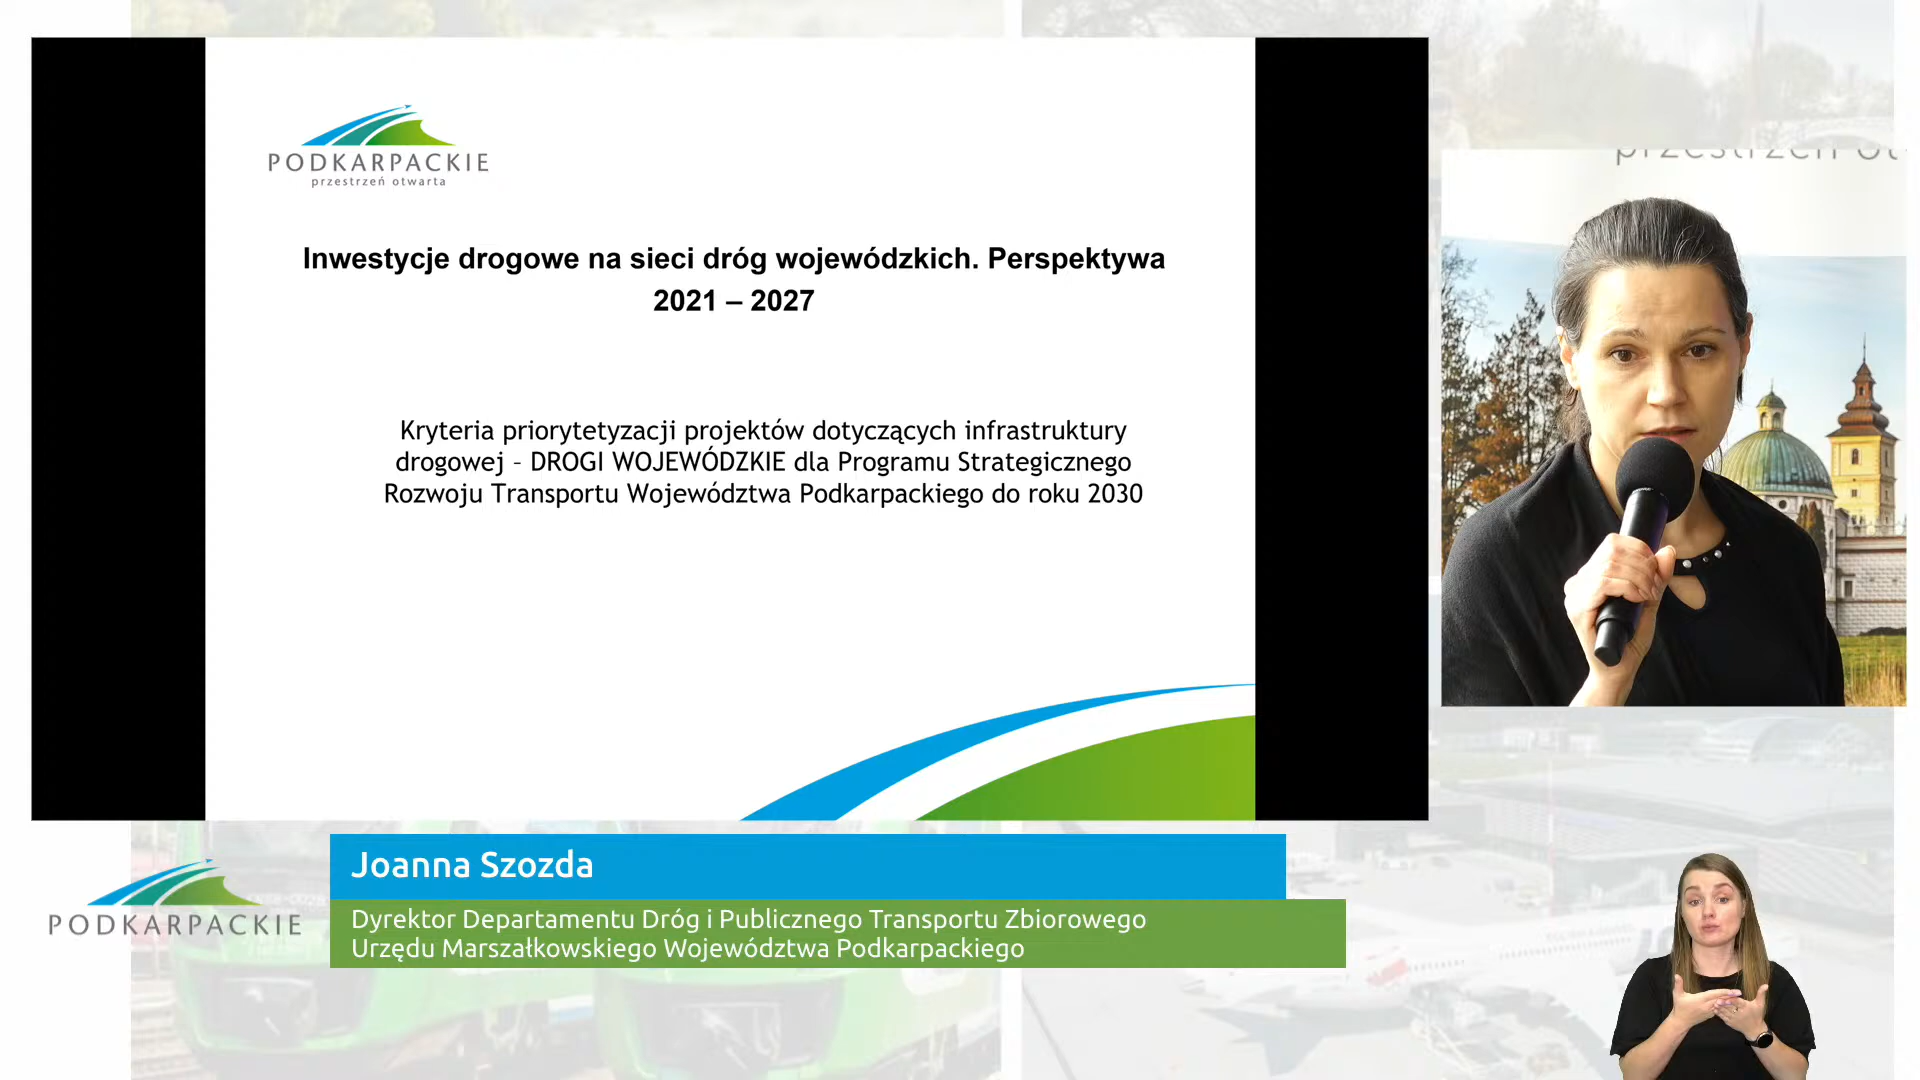 PODKARPACKIE
przestrzeń otwarta
Inwestycje drogowe na sieci dróg wojewódzkich. Perspektywa
2021 – 2027
Kryteria priorytetyzacji projektów dotyczących infrastruktury
drogowej – DROGI WOJEWÓDZKIE dla Programu Strategicznego
Rozwoju Transportu Województwa Podkarpackiego do roku 2030
przestrzeń ot
PODKARPACKIE
Joanna Szozda
Dyrektor Departamentu Dróg i Publicznego Transportu Zbiorowego
Urzędu Marszałkowskiego Województwa Podkarpackiego